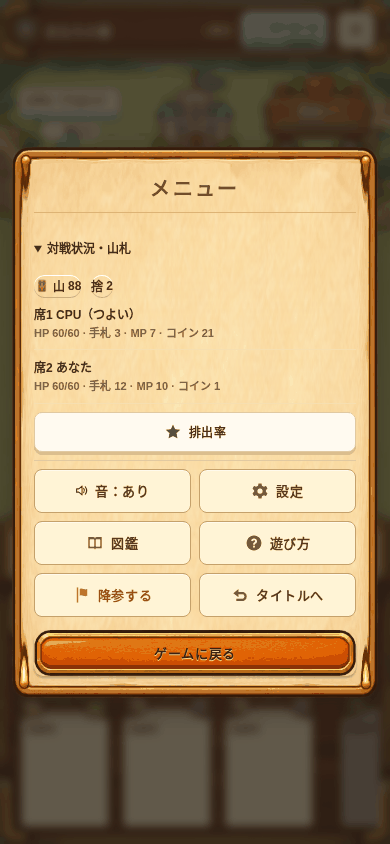 メニュー
▼ 対戦状況・山札
山 88 捨 2
席1 CPU（つよい）
HP 60/60 · 手札 3 · MP 7 · コイン 21
席2 あなた
HP 60/60 · 手札 12 · MP 10 · コイン 1
排出率
音：あり 設定
図鑑 遊び方
降参する タイトルへ
ゲームに戻る